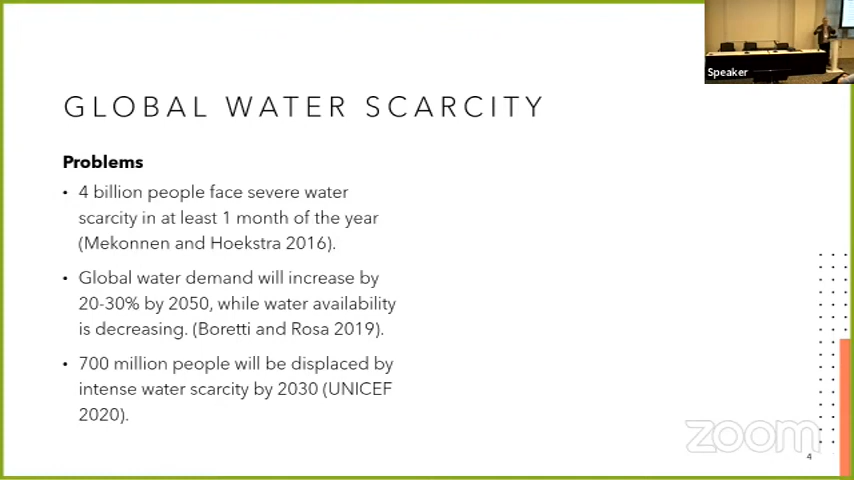 Speaker
GLOBAL WATER SCARCITY
Problems
• 4 billion people face severe water
scarcity in at least 1 month of the year
(Mekonnen and Hoekstra 2016).
• Global water demand will increase by
20-30% by 2050, while water availability
is decreasing. (Boretti and Rosa 2019).
• 700 million people will be displaced by
intense water scarcity by 2030 (UNICEF
2020).
zoom
4